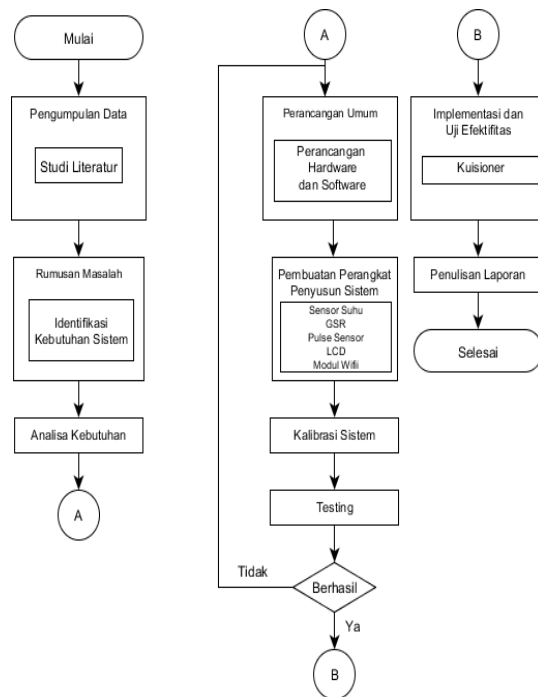 Mulai
Pengumpulan Data
Studi Literatur
Rumusan Masalah
Identifikasi
Kebutuhan Sistem
Analisa Kebutuhan
A
A
Perancangan Umum
Perancangan
Hardware
dan Software
Pembuatan Perangkat
Penyusun Sistem
Sensor Suhu
GSR
Pulse Sensor
LCD
Modul Wifii
Kalibrasi Sistem
Testing
Tidak
Berhasil
Ya
B
B
Implementasi dan
Uji Efektifitas
Kuisioner
Penulisan Laporan
Selesai